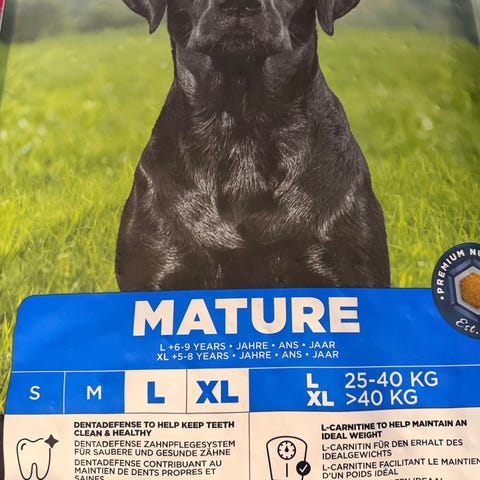 • PREMIUM NU
Est.
MATURE
L +6-9 YEARS • JAHRE • ANS • JAAR
XL +5-8 YEARS • JAHRE • ANS • JAAR
S M L XL
L 25-40 KG
XL >40 KG
DENTADEFENSE TO HELP KEEP TEETH
CLEAN & HEALTHY
DENTADEFENSE ZAHNPFLEGESYSTEM
FÜR SAUBERE UND GESUNDE ZÄHNE
DENTADEFENSE CONTRIBUANT AU
MAINTIEN DE DENTS PROPRES ET
SAINES
L-CARNITINE TO HELP MAINTAIN AN
IDEAL WEIGHT
L-CARNITIN FÜR DEN ERHALT DES
IDEALGEWICHTS
L-CARNITINE FACILITANT LE MAINTIEN
D'UN POIDS IDÉAL